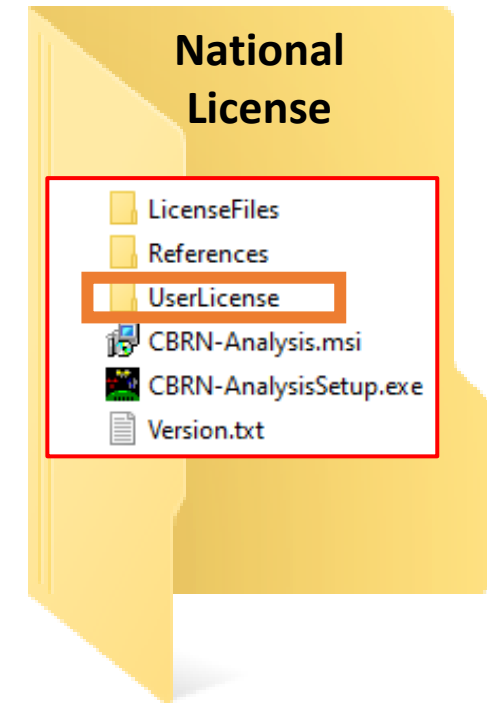 National
License
LicenseFiles
References
UserLicense
CBRN-Analysis.msi
CBRN-AnalysisSetup.exe
Version.txt